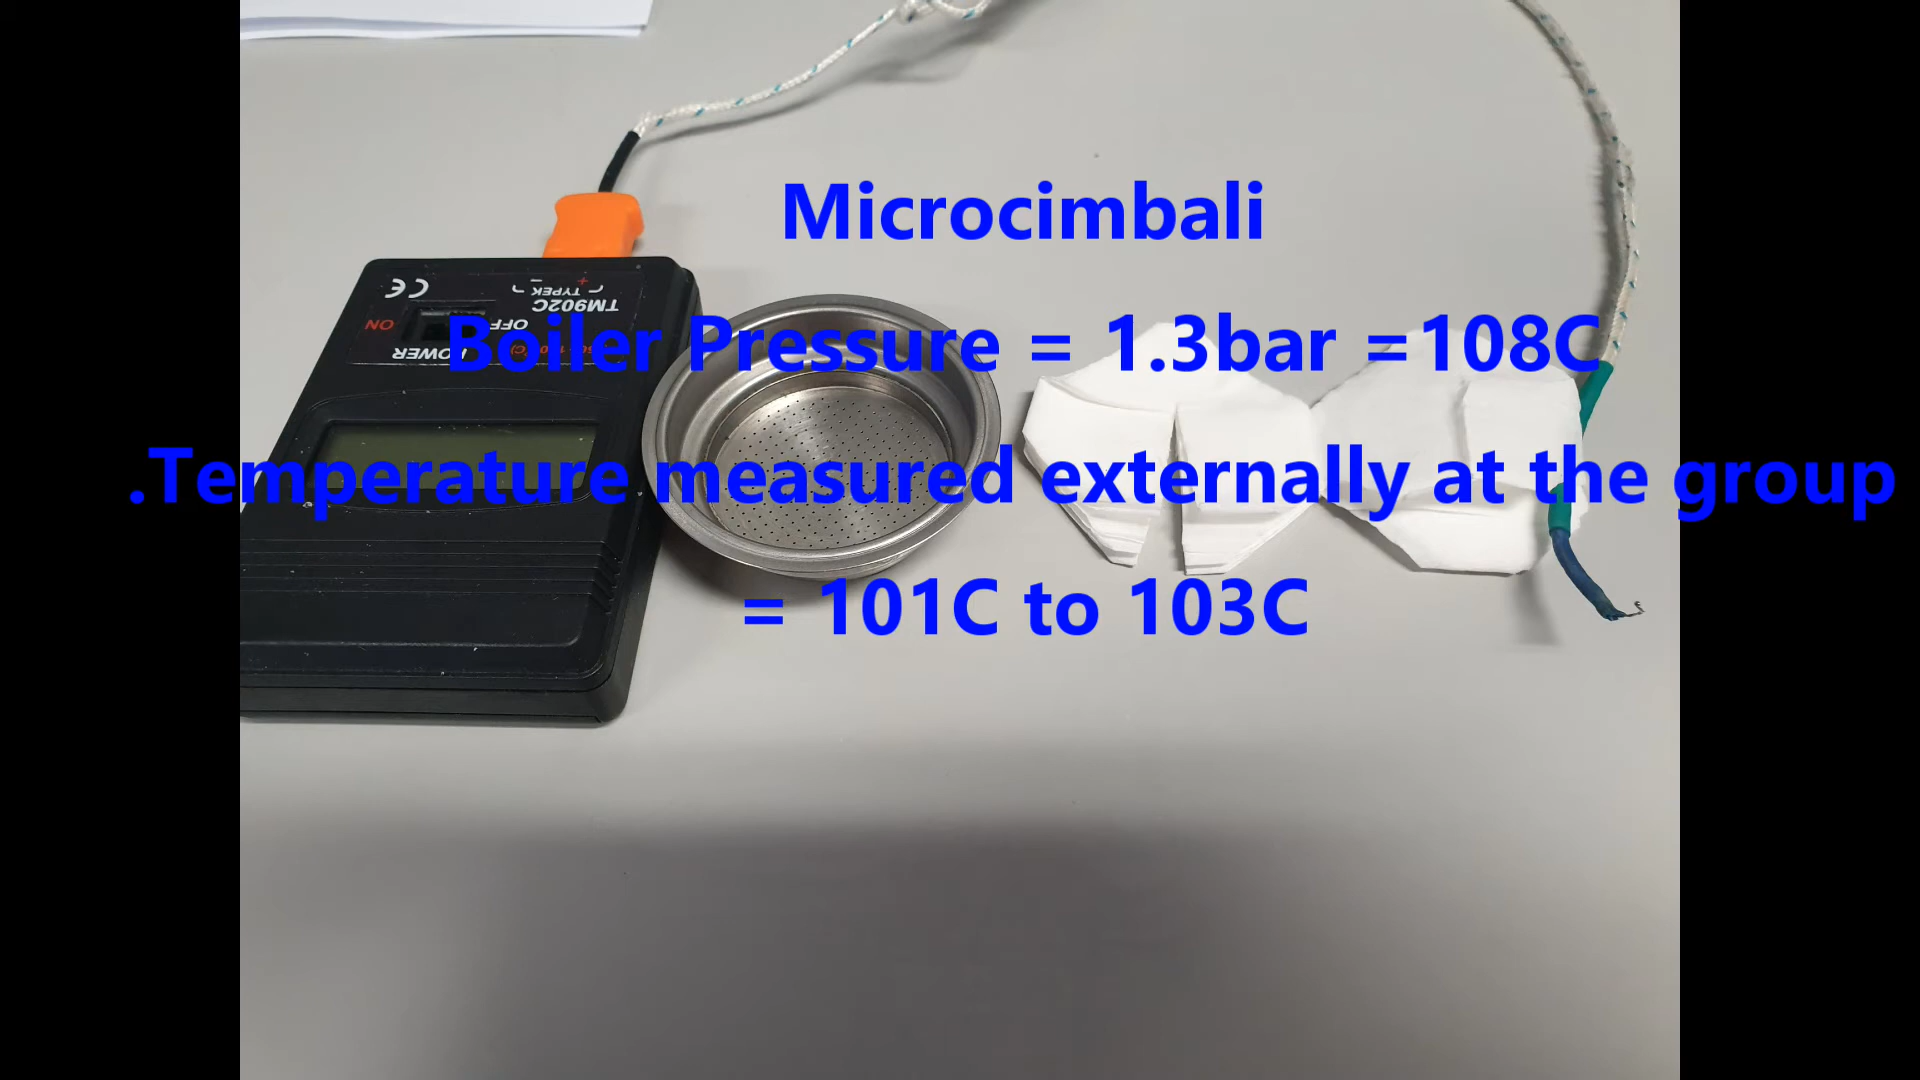 Microcimbali
Boiler Pressure = 1.3bar =108C
.Temperature measured externally at the group
= 101C to 103C
TM902C
TYPEK
+ −
CE
ON
OFF
POWER